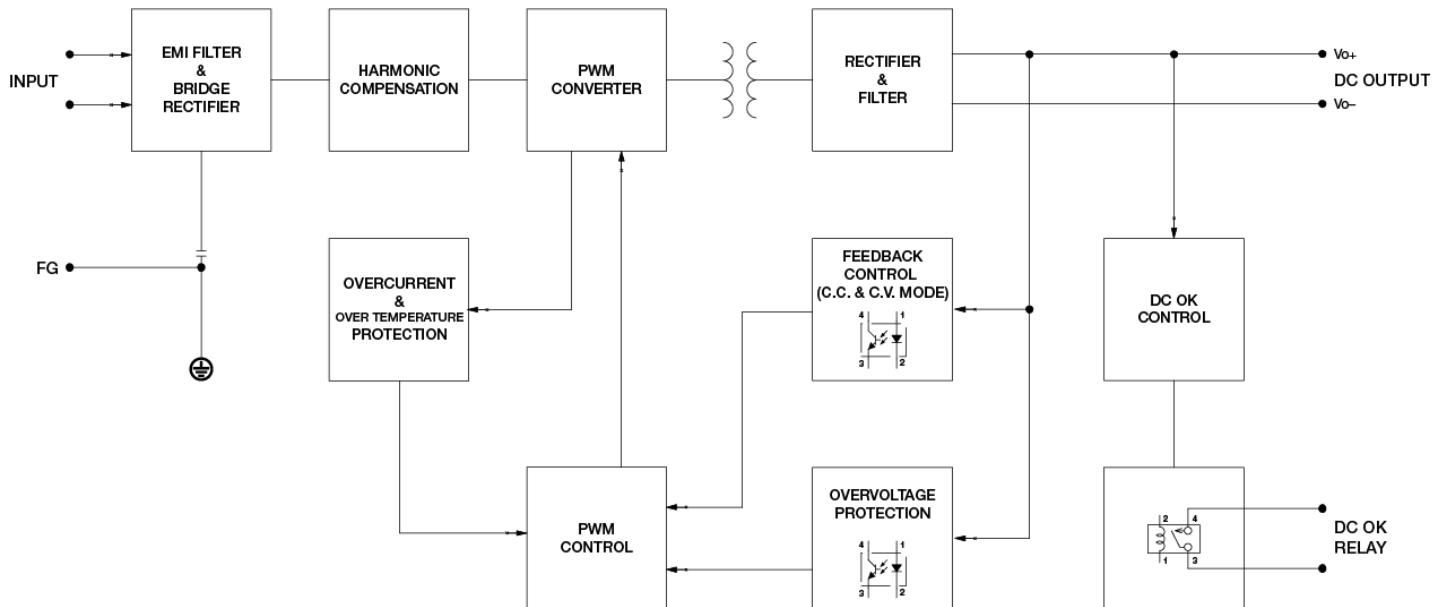 INPUT
EMI FILTER
&
BRIDGE
RECTIFIER
HARMONIC
COMPENSATION
PWM
CONVERTER
RECTIFIER
&
FILTER
Vo+
DC OUTPUT
Vo–
FG
OVERCURRENT
&
OVER TEMPERATURE
PROTECTION
FEEDBACK
CONTROL
(C.C. & C.V. MODE)
4 1
3 2
DC OK
CONTROL
PWM
CONTROL
OVERVOLTAGE
PROTECTION
4 1
3 2
2 4
1 3
DC OK
RELAY